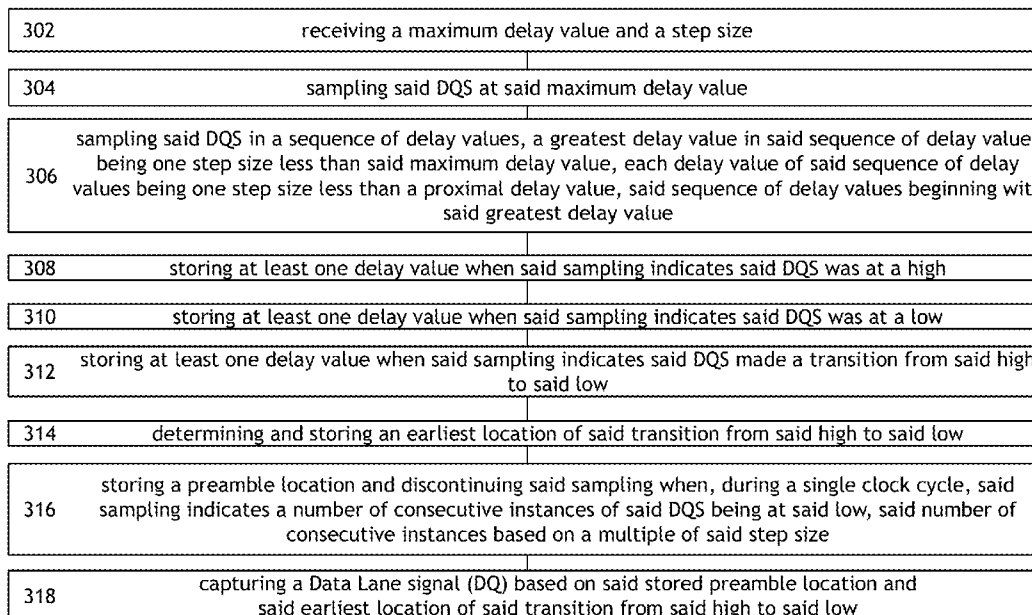 302 receiving a maximum delay value and a step size
304 sampling said DQS at said maximum delay value
sampling said DQS in a sequence of delay values, a greatest delay value in said sequence of delay value
being one step size less than said maximum delay value, each delay value of said sequence of delay
306 values being one step size less than a proximal delay value, said sequence of delay values beginning wit
said greatest delay value
308 storing at least one delay value when said sampling indicates said DQS was at a high
310 storing at least one delay value when said sampling indicates said DQS was at a low
312 storing at least one delay value when said sampling indicates said DQS made a transition from said high
to said low
314 determining and storing an earliest location of said transition from said high to said low
storing a preamble location and discontinuing said sampling when, during a single clock cycle, said
316 sampling indicates a number of consecutive instances of said DQS being at said low, said number of
consecutive instances based on a multiple of said step size
318 capturing a Data Lane signal (DQ) based on said stored preamble location and
said earliest location of said transition from said high to said low